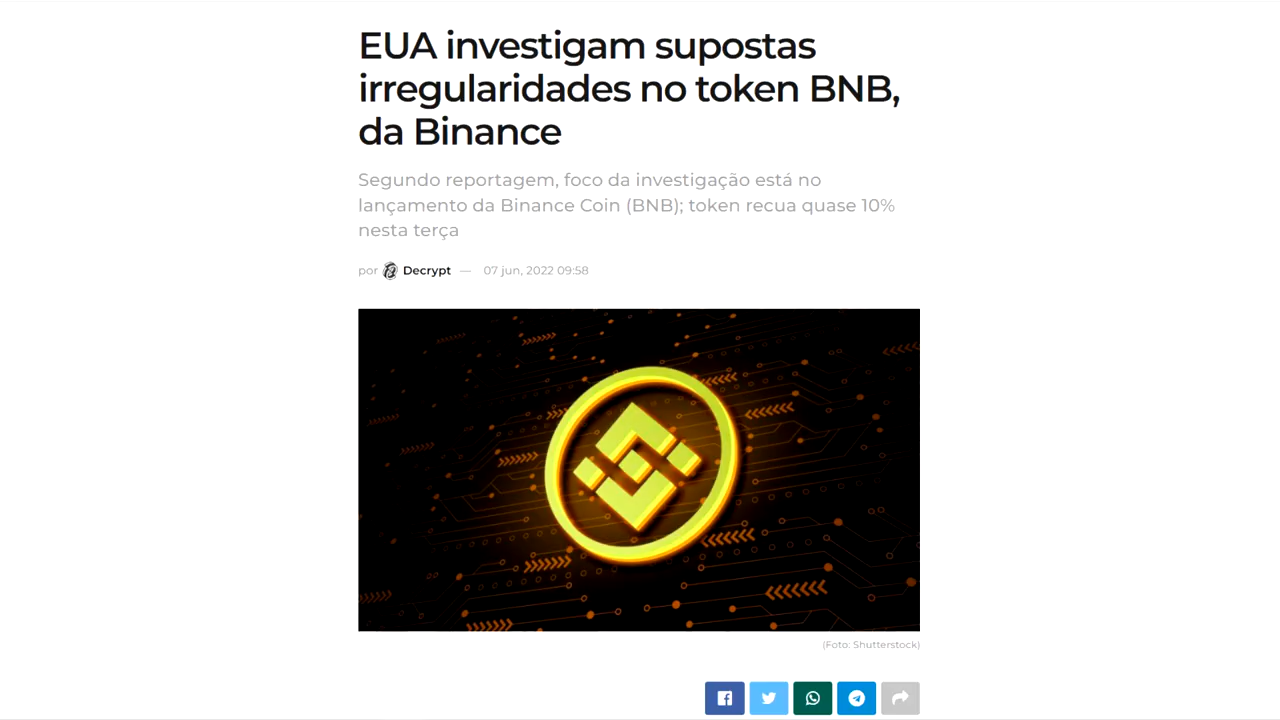 EUA investigam supostas
irregularidades no token BNB,
da Binance
Segundo reportagem, foco da investigação está no
lançamento da Binance Coin (BNB); token recua quase 10%
nesta terça
por Decrypt — 07 jun, 2022 09:58
(Foto: Shutterstock)